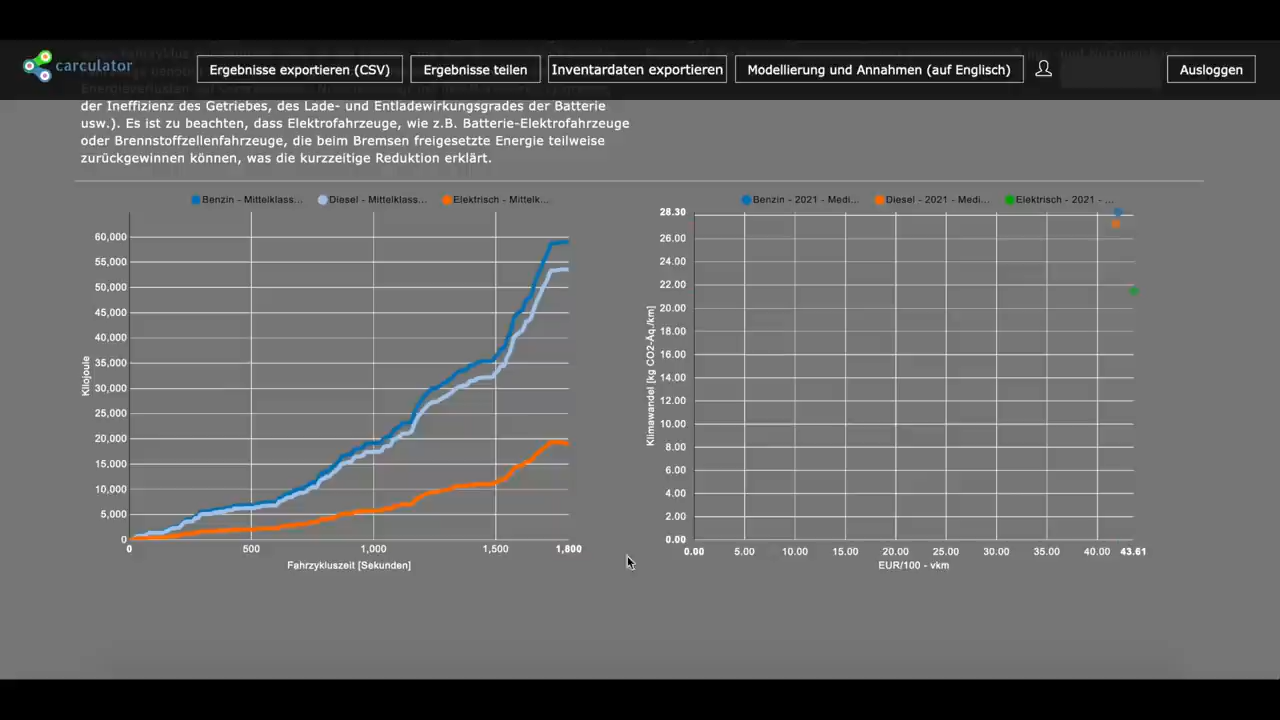 carculator
Ergebnisse exportieren (CSV)
Ergebnisse teilen
Inventardaten exportieren
Modellierung und Annahmen (auf Englisch)
Ausloggen
der Ineffizienz des Getriebes, des Lade- und Entladewirkungsgrades der Batterie
usw.). Es ist zu beachten, dass Elektrofahrzeuge, wie z.B. Batterie-Elektrofahrzeuge
oder Brennstoffzellenfahrzeuge, die beim Bremsen freigesetzte Energie teilweise
zurückgewinnen können, was die kurzzeitige Reduktion erklärt.
Benzin - Mittelklass...
Diesel - Mittelklass...
Elektrisch - Mittelk...
60,000
55,000
50,000
45,000
40,000
35,000
30,000
25,000
20,000
15,000
10,000
5,000
0
Kilojoule
0
500
1,000
1,500
1,800
Fahrzykluszeit [Sekunden]
Benzin - 2021 - Medi...
Diesel - 2021 - Medi...
Elektrisch - 2021 - ...
28.30
26.00
24.00
22.00
20.00
18.00
16.00
14.00
12.00
10.00
8.00
6.00
4.00
2.00
0.00
Klimawandel [kg CO2-Äq./km]
0.00
5.00
10.00
15.00
20.00
25.00
30.00
35.00
40.00
43.61
EUR/100 - vkm